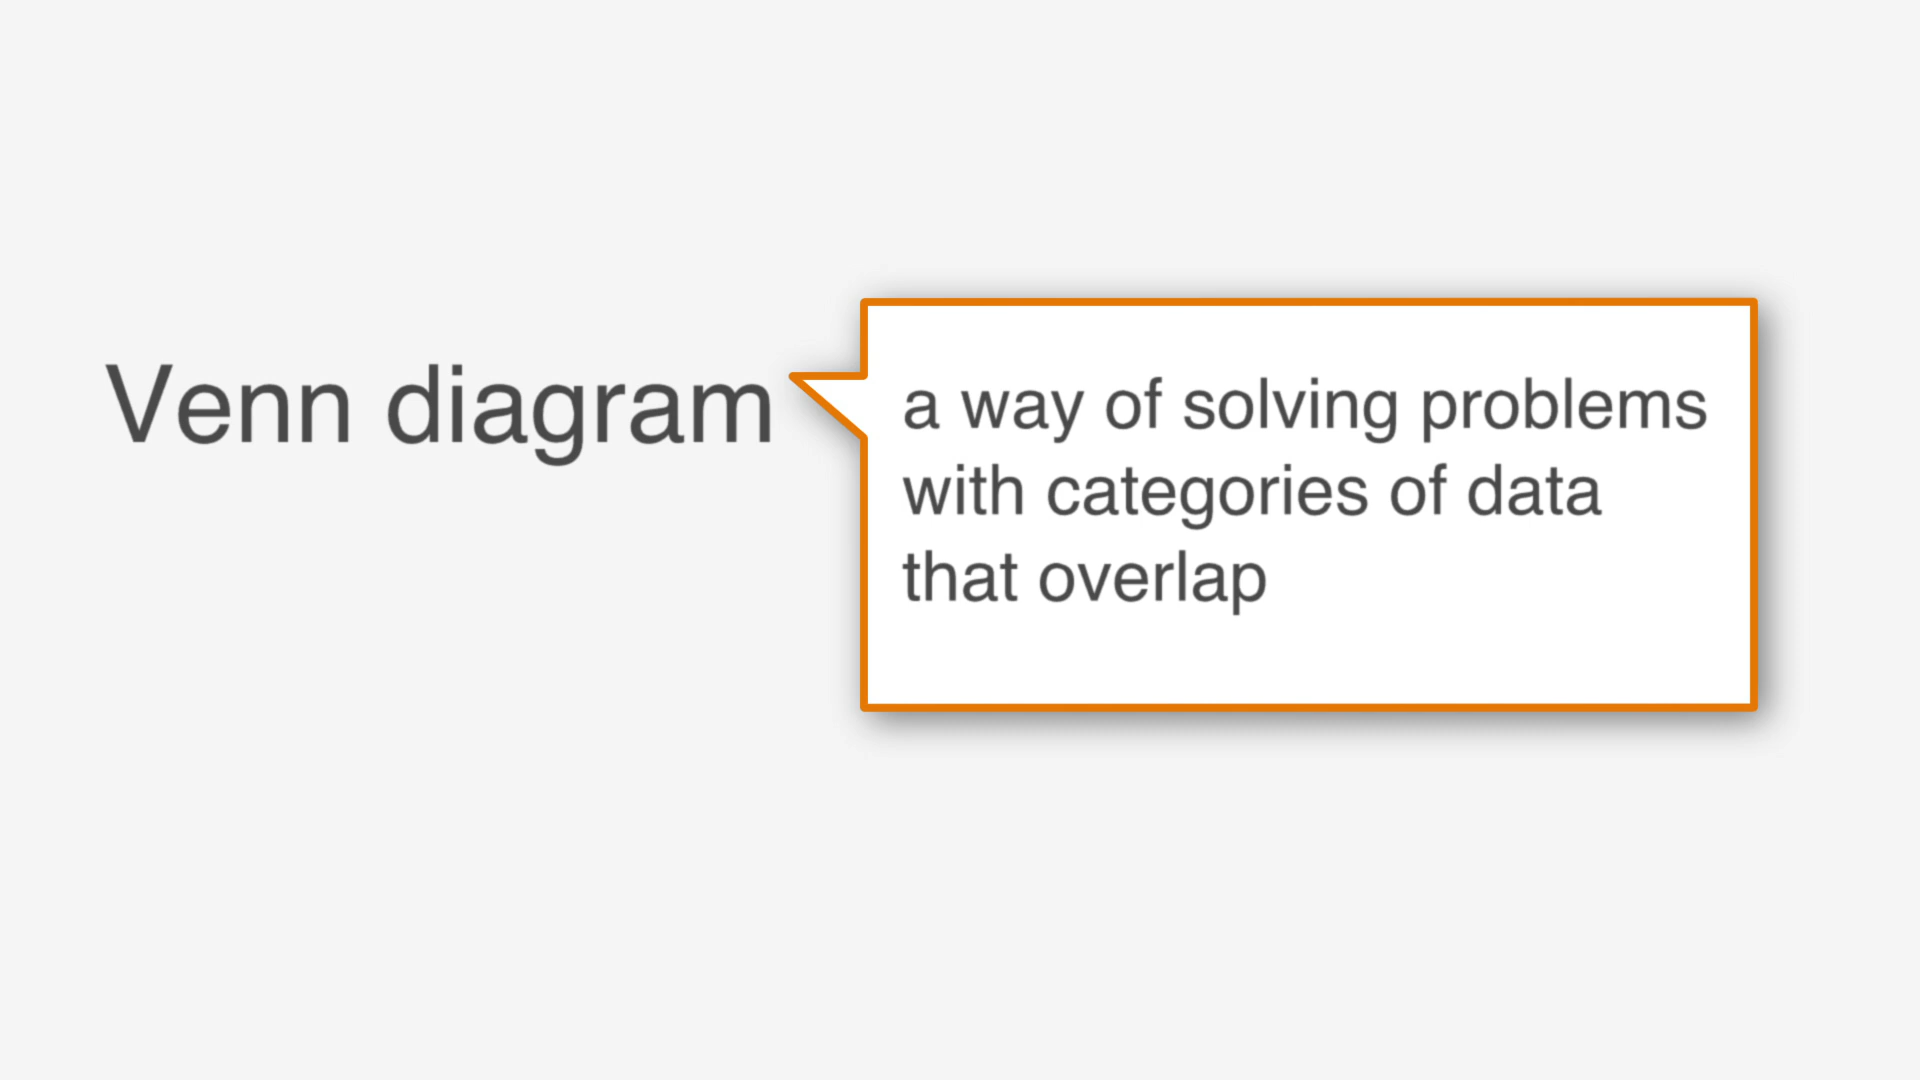 Venn diagram
a way of solving problems
with categories of data
that overlap